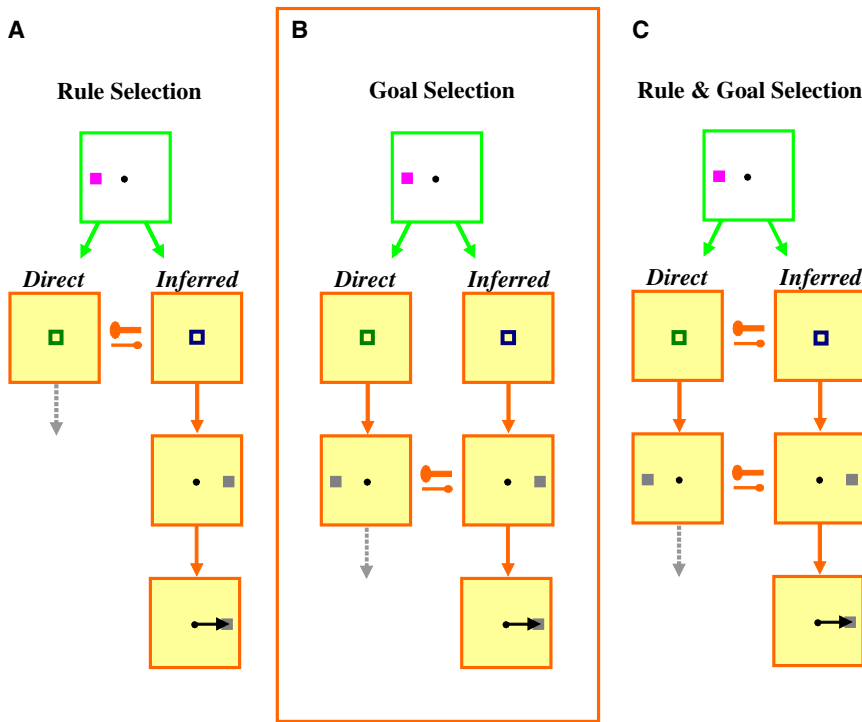 A
B
C
Rule Selection
Goal Selection
Rule & Goal Selection
Direct
Inferred
Direct
Inferred
Direct
Inferred